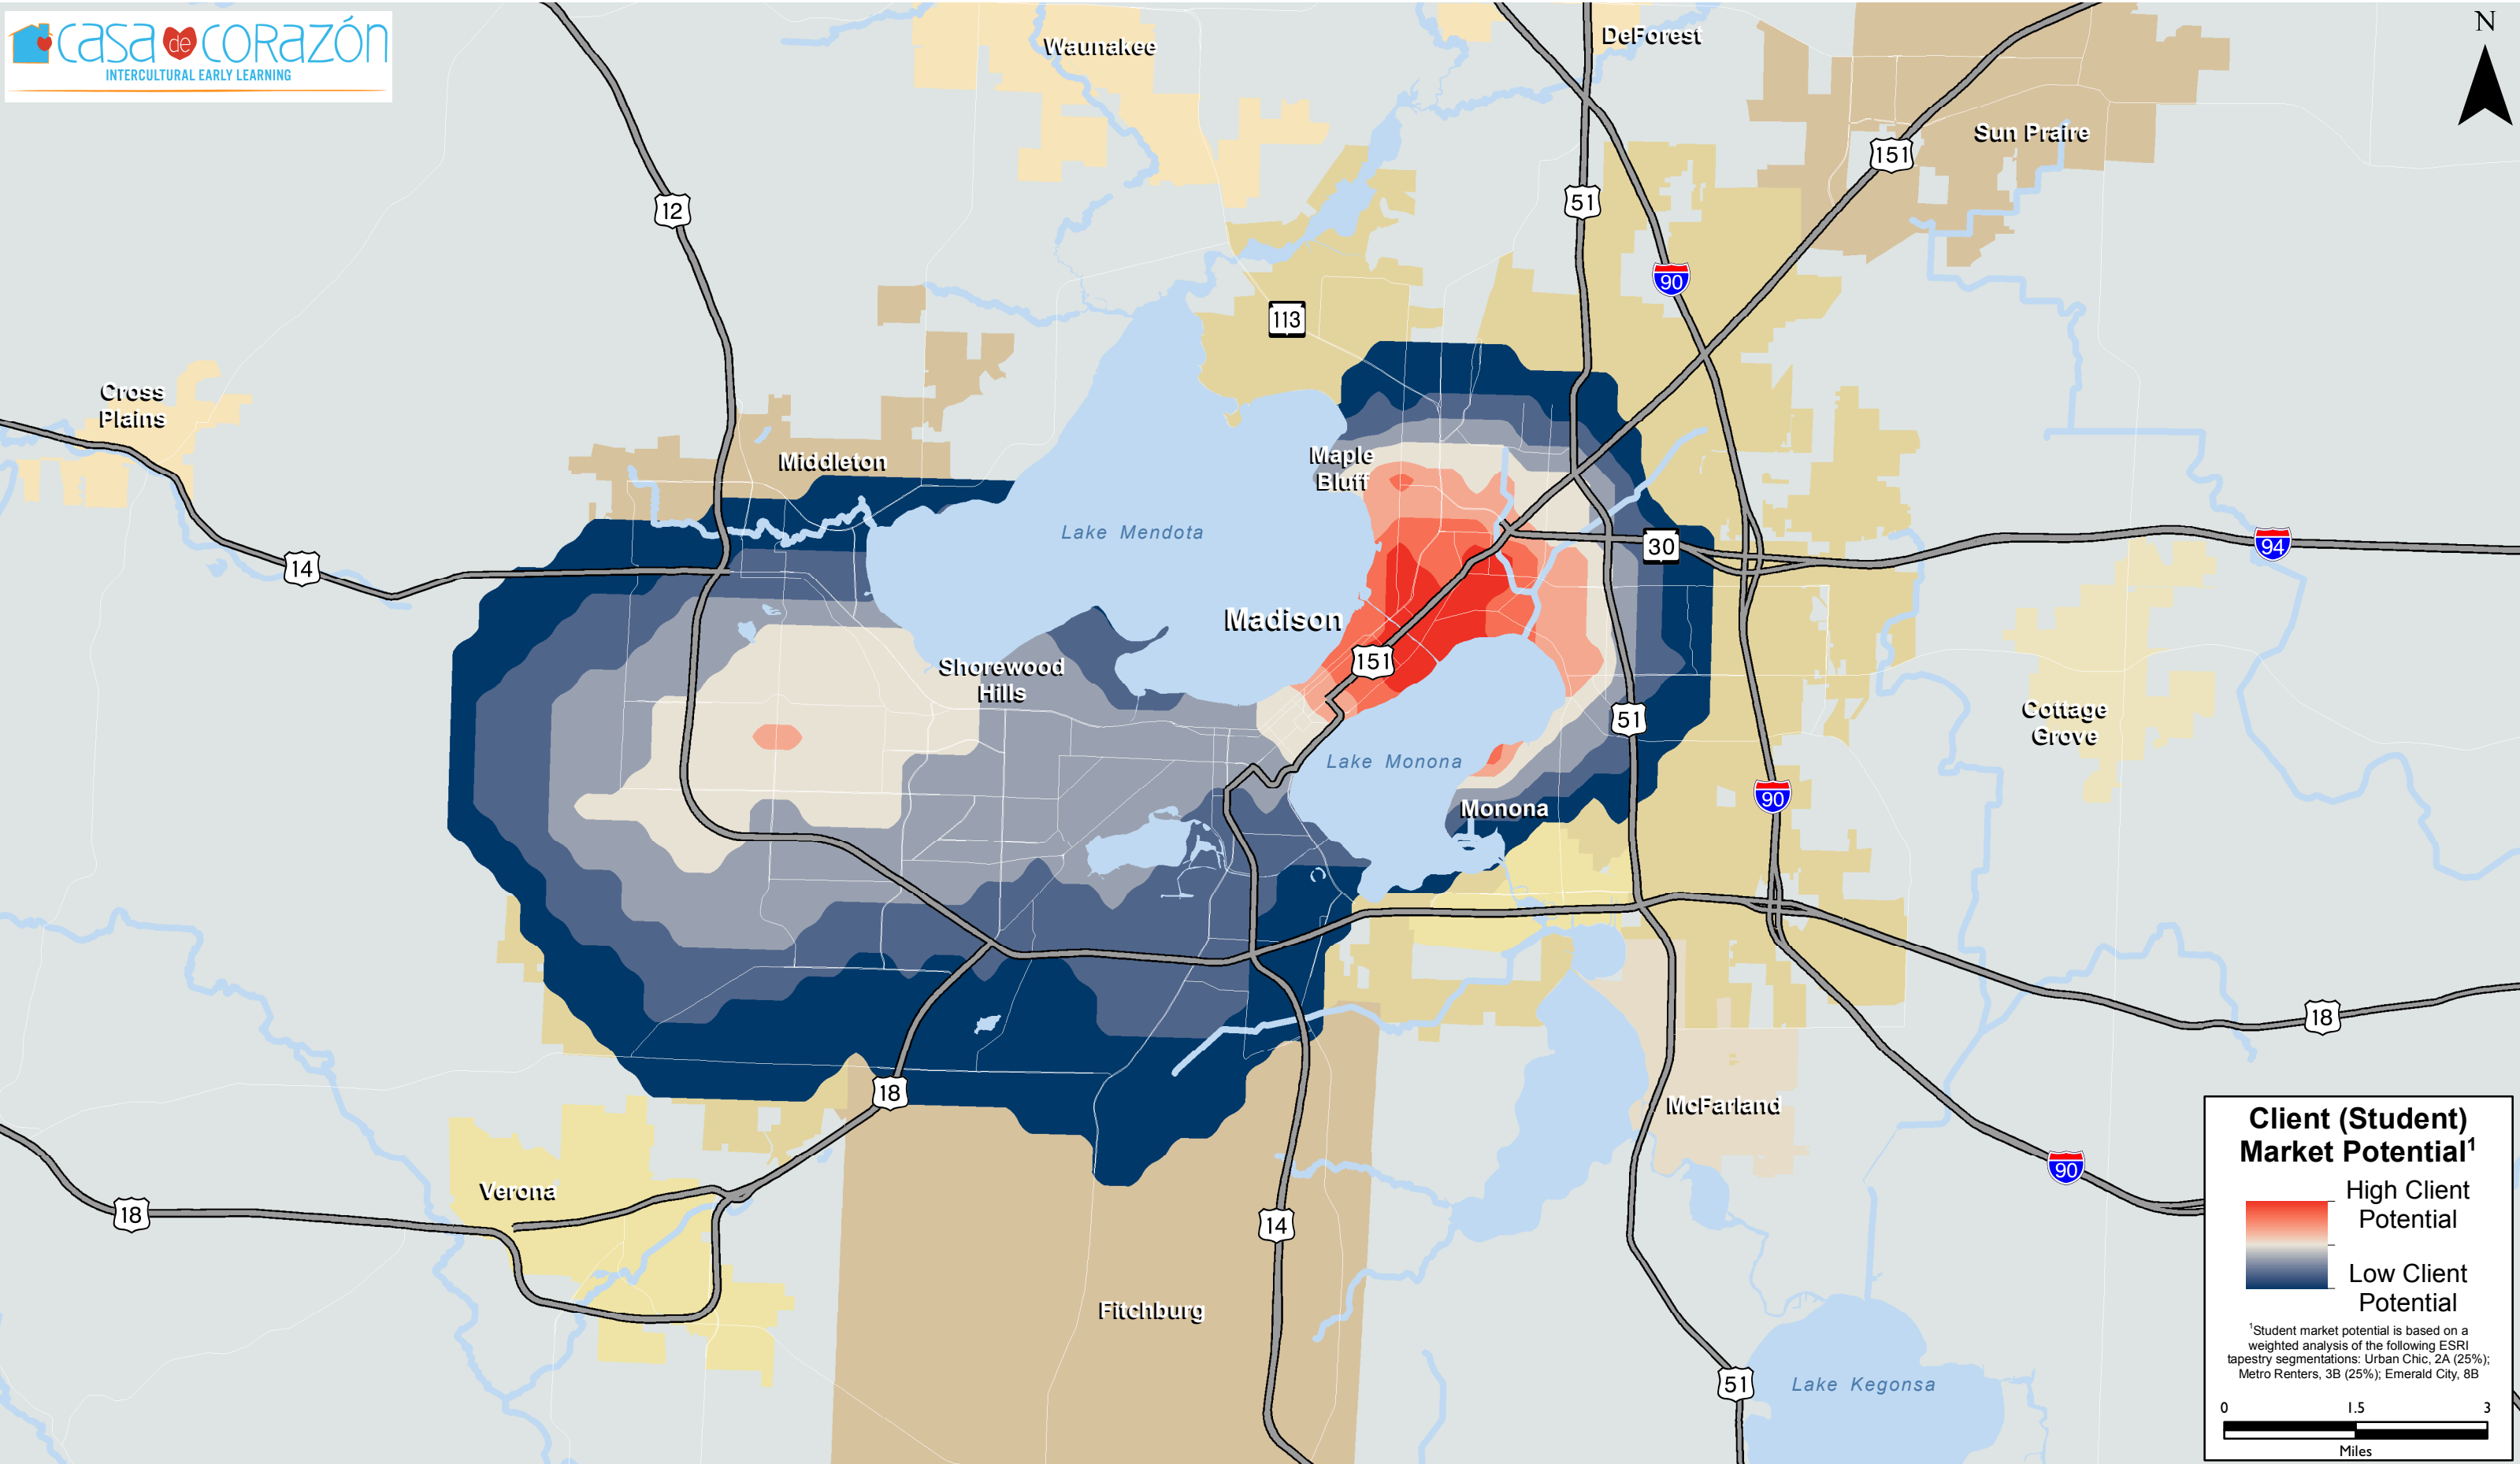 casa de corazón
INTERCULTURAL EARLY LEARNING
Waunakee
DeForest
N
Sun Praire
151
12
51
90
113
Cross
Plains
Middleton
Maple
Bluff
Lake Mendota
30
94
14
Madison
151
Shorewood
Hills
51
Cottage
Grove
Lake Monona
90
Monona
18
18
McFarland
90
Verona
18
14
Fitchburg
51
Lake Kegonsa
Client (Student)
Market Potential1
High Client
Potential
Low Client
Potential
1Student market potential is based on a
weighted analysis of the following ESRI
tapestry segmentations: Urban Chic, 2A (25%);
Metro Renters, 3B (25%); Emerald City, 8B
0 1.5 3
Miles